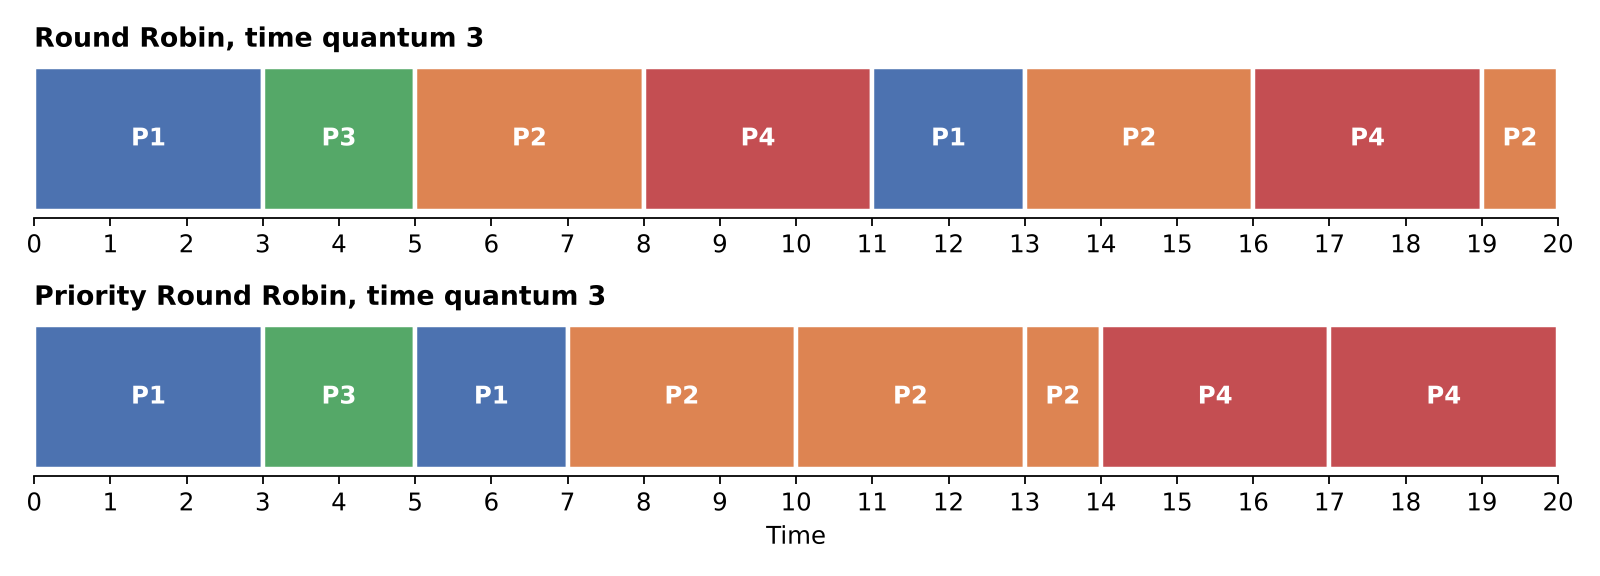 Round Robin, time quantum 3
P1 P3 P2 P4 P1 P2 P4 P2
0 1 2 3 4 5 6 7 8 9 10 11 12 13 14 15 16 17 18 19 20
Priority Round Robin, time quantum 3
P1 P3 P1 P2 P2 P2 P4 P4
0 1 2 3 4 5 6 7 8 9 10 11 12 13 14 15 16 17 18 19 20
Time